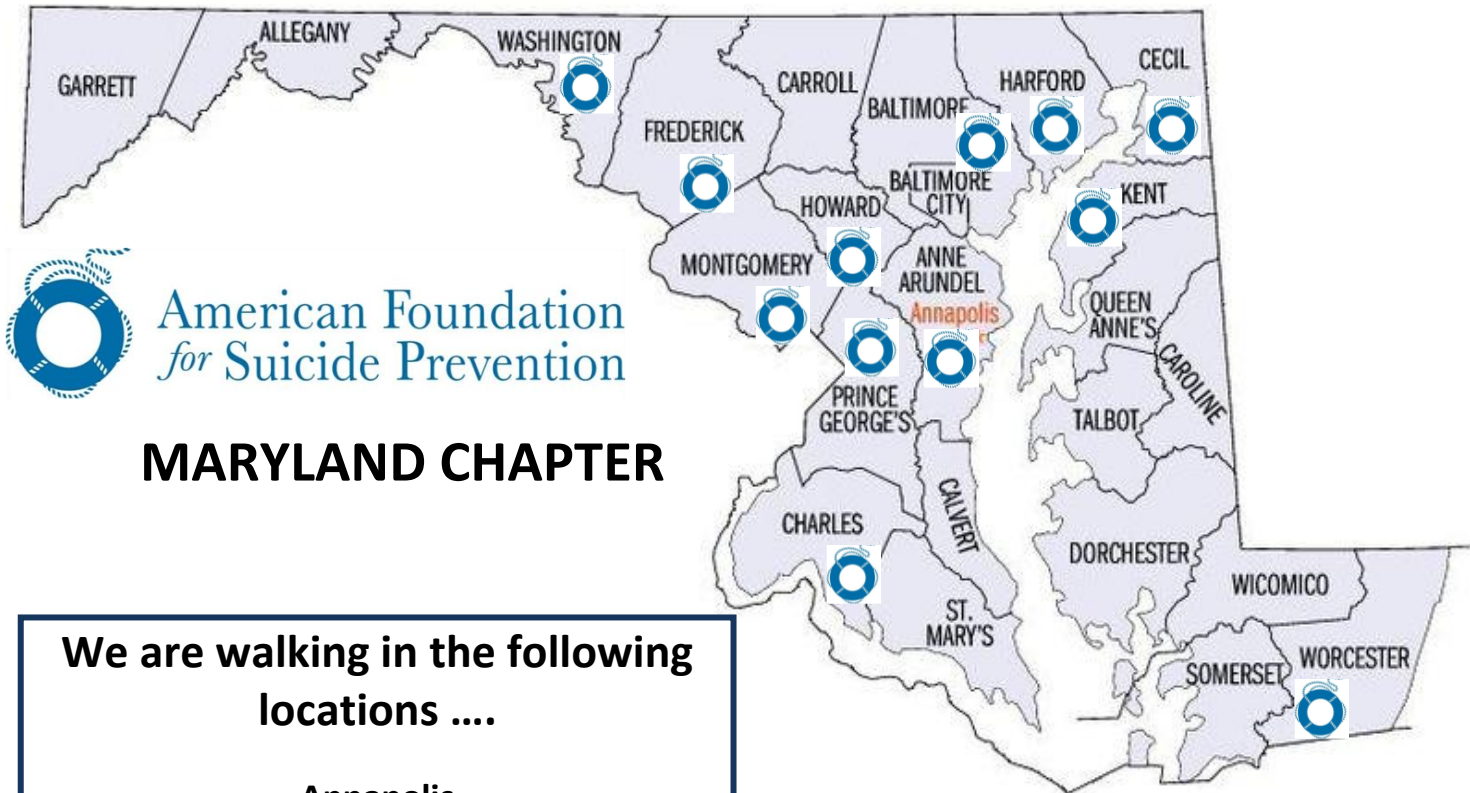 GARRETT
ALLEGANY
WASHINGTON
FREDERICK
CARROLL
BALTIMORE
HARFORD
CECIL
BALTIMORE
CITY
HOWARD
KENT
MONTGOMERY
ANNE
ARUNDEL
Annapolis
QUEEN
ANNE'S
CAROLINE
PRINCE
GEORGE'S
TALBOT
CALVERT
CHARLES
ST.
MARY'S
DORCHESTER
WICOMICO
SOMERSET
WORCESTER
American Foundation
for Suicide Prevention
MARYLAND CHAPTER
We are walking in the following
locations ....
Annapolis